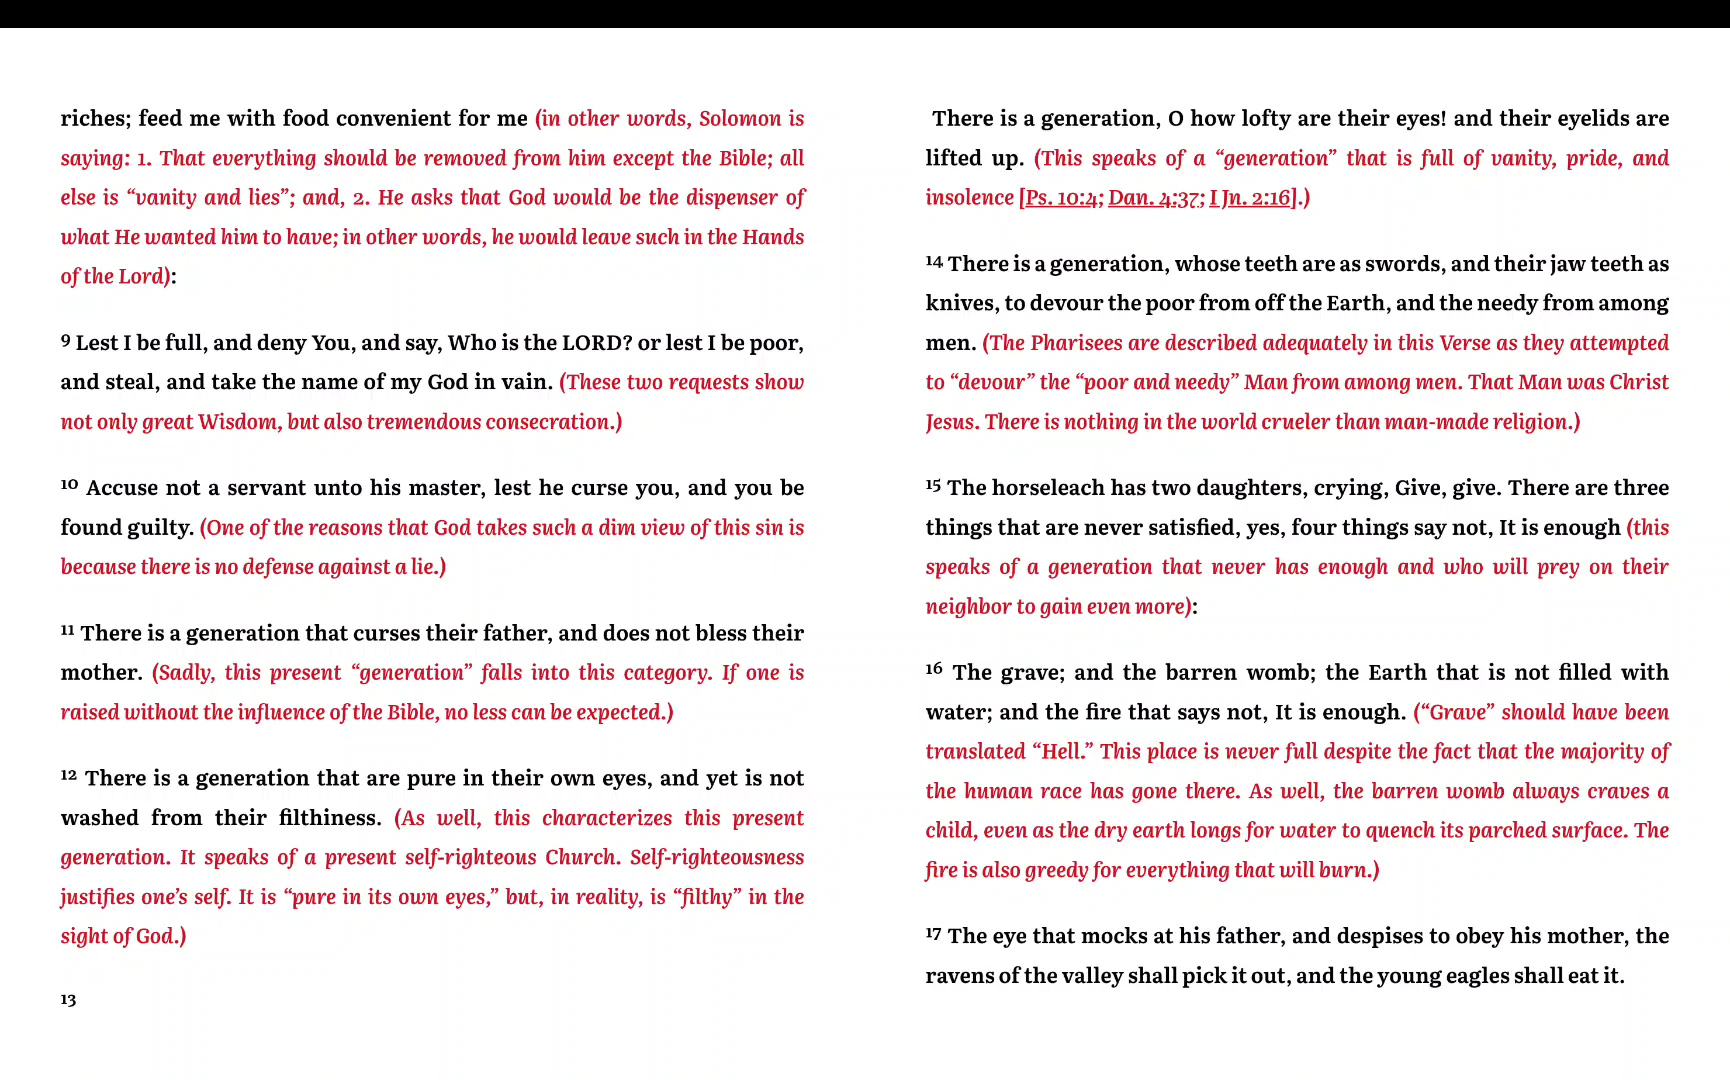 riches; feed me with food convenient for me (in other words, Solomon is
saying: 1. That everything should be removed from him except the Bible; all
else is “vanity and lies”; and, 2. He asks that God would be the dispenser of
what He wanted him to have; in other words, he would leave such in the Hands
of the Lord):
9 Lest I be full, and deny You, and say, Who is the LORD? or lest I be poor,
and steal, and take the name of my God in vain. (These two requests show
not only great Wisdom, but also tremendous consecration.)
10 Accuse not a servant unto his master, lest he curse you, and you be
found guilty. (One of the reasons that God takes such a dim view of this sin is
because there is no defense against a lie.)
11 There is a generation that curses their father, and does not bless their
mother. (Sadly, this present “generation” falls into this category. If one is
raised without the influence of the Bible, no less can be expected.)
12 There is a generation that are pure in their own eyes, and yet is not
washed from their filthiness. (As well, this characterizes this present
generation. It speaks of a present self-righteous Church. Self-righteousness
justifies one’s self. It is “pure in its own eyes,” but, in reality, is “filthy” in the
sight of God.)
13
There is a generation, O how lofty are their eyes! and their eyelids are
lifted up. (This speaks of a “generation” that is full of vanity, pride, and
insolence [Ps. 10:4; Dan. 4:37; I Jn. 2:16].)
14 There is a generation, whose teeth are as swords, and their jaw teeth as
knives, to devour the poor from off the Earth, and the needy from among
men. (The Pharisees are described adequately in this Verse as they attempted
to “devour” the “poor and needy” Man from among men. That Man was Christ
Jesus. There is nothing in the world crueler than man-made religion.)
15 The horseleach has two daughters, crying, Give, give. There are three
things that are never satisfied, yes, four things say not, It is enough (this
speaks of a generation that never has enough and who will prey on their
neighbor to gain even more):
16 The grave; and the barren womb; the Earth that is not filled with
water; and the fire that says not, It is enough. (“Grave” should have been
translated “Hell.” This place is never full despite the fact that the majority of
the human race has gone there. As well, the barren womb always craves a
child, even as the dry earth longs for water to quench its parched surface. The
fire is also greedy for everything that will burn.)
17 The eye that mocks at his father, and despises to obey his mother, the
ravens of the valley shall pick it out, and the young eagles shall eat it.